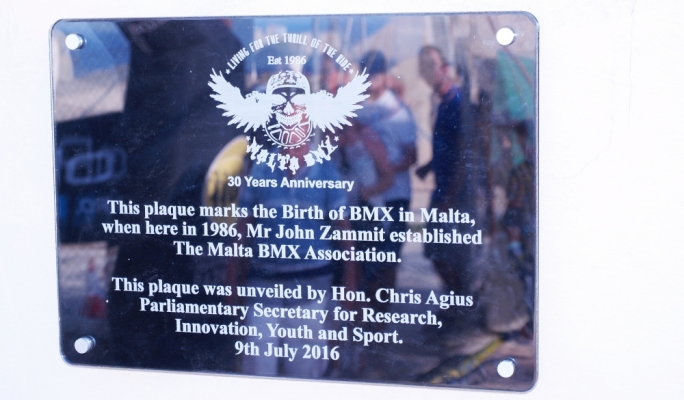 LIVING FOR THE THRILL OF THE RIDE
Est 1986
MALTA BMX
30 Years Anniversary
This plaque marks the Birth of BMX in Malta,
when here in 1986, Mr John Zammit established
The Malta BMX Association.
This plaque was unveiled by Hon. Chris Agius
Parliamentary Secretary for Research,
Innovation, Youth and Sport.
9th July 2016